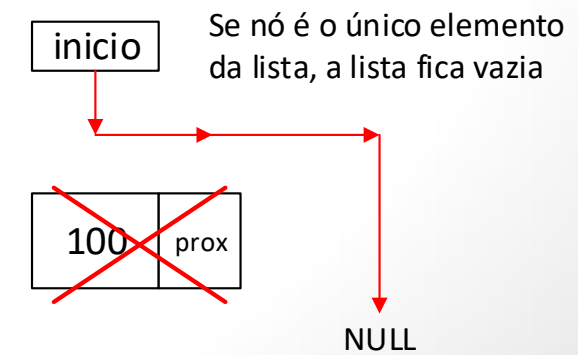 inicio
Se nó é o único elemento
da lista, a lista fica vazia
100 prox
NULL